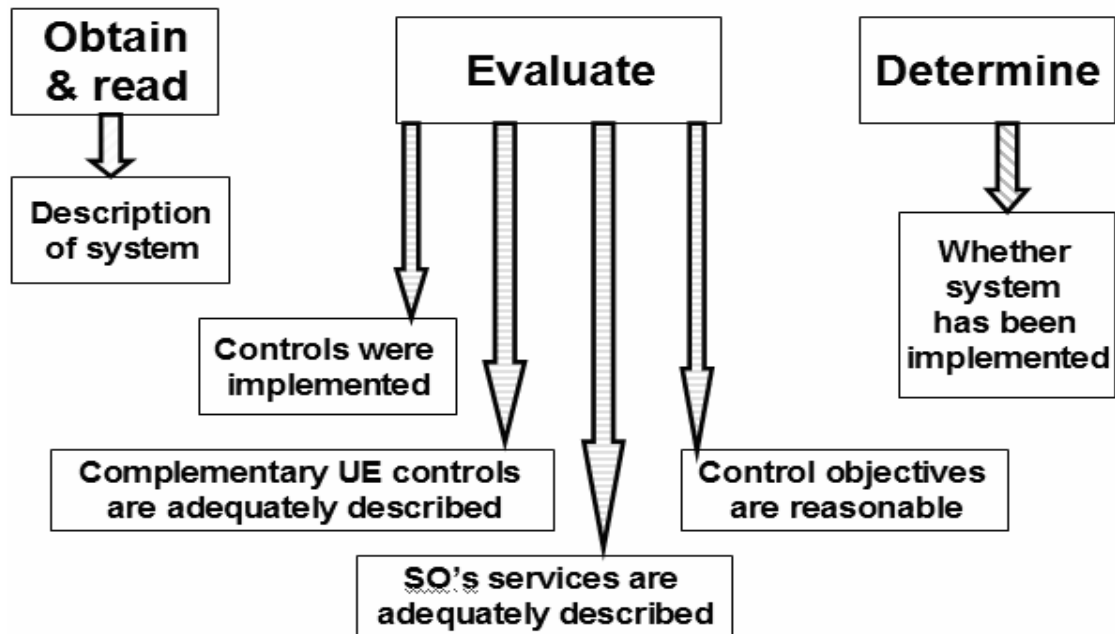 Obtain
& read
Evaluate
Determine
Description
of system
Whether
system
has been
implemented
Controls were
implemented
Complementary UE controls
are adequately described
Control objectives
are reasonable
SO's services are
adequately described